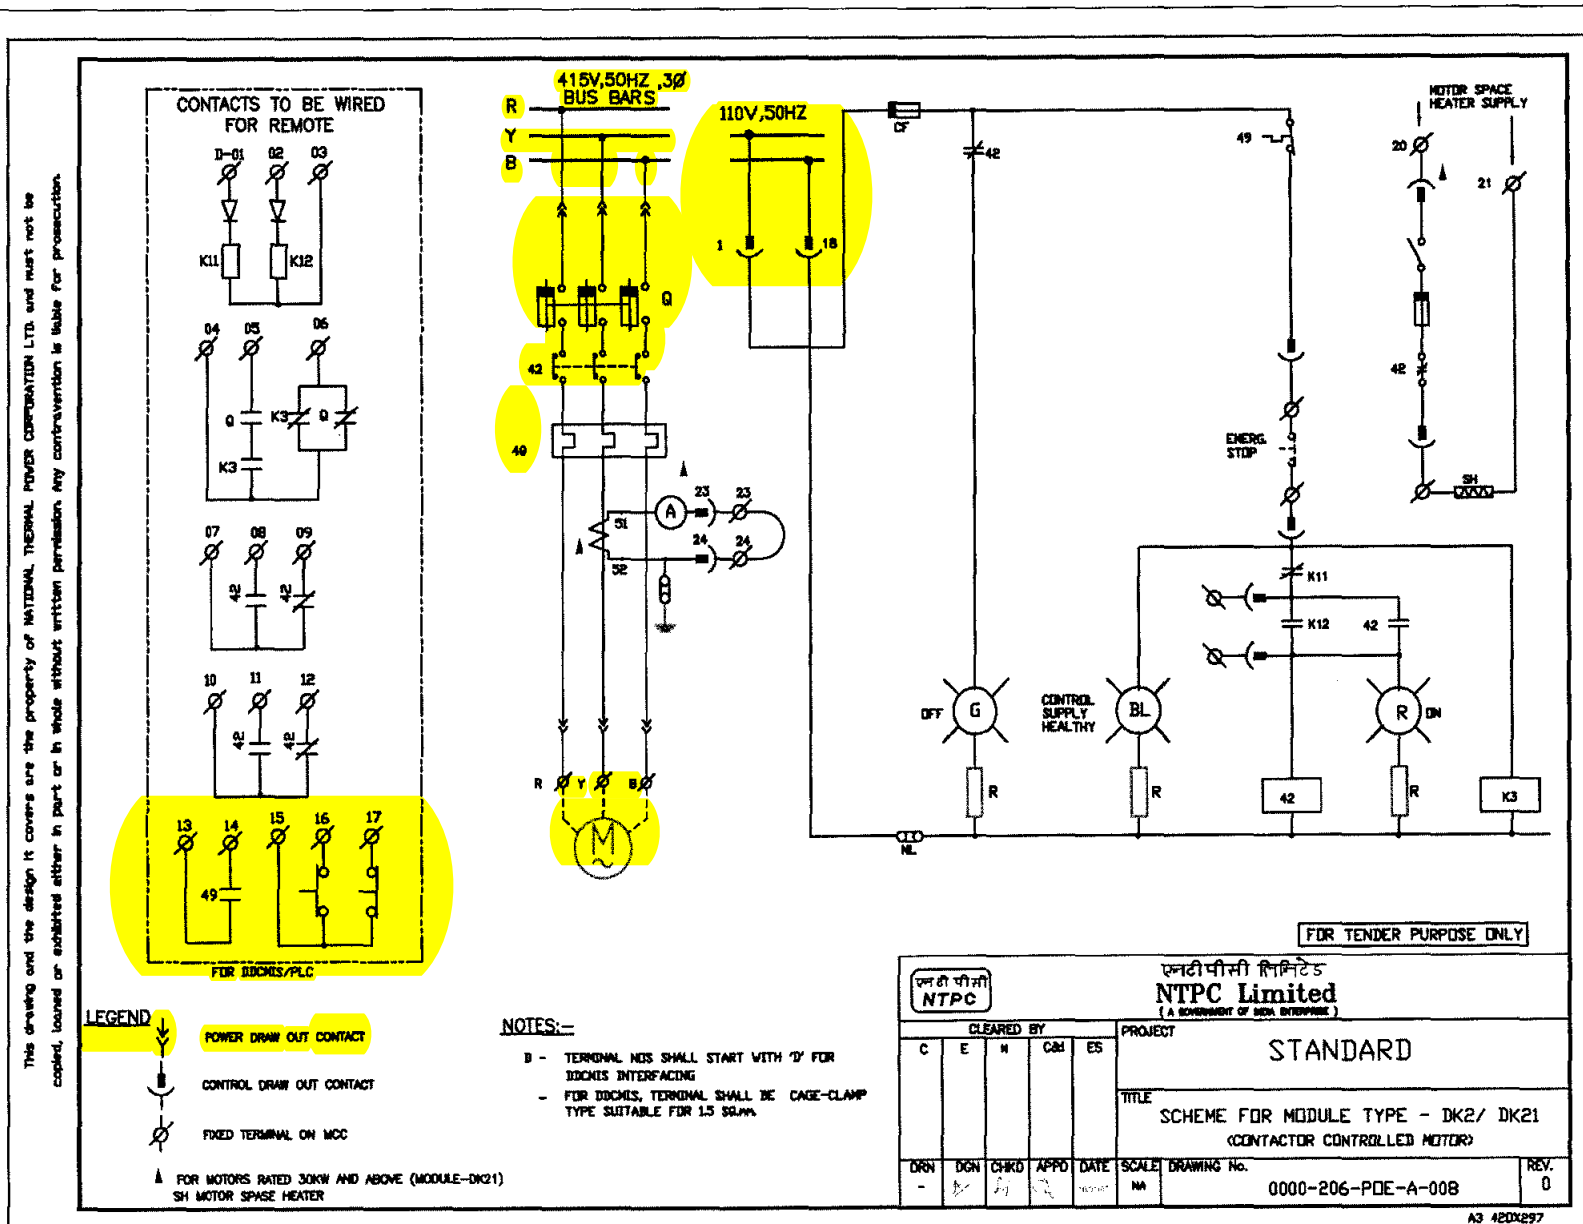 This drawing and the design it covers are the property of NATIONAL THERMAL POWER CORPORATION LTD. and must not be
copied, loaned or exhibited either in part or in whole without written permission. Any contravention is liable for prosecution.
CONTACTS TO BE WIRED
FOR REMOTE
D-01 02 03
K11 K12
04 05 06
Q K3 Q
K3
07 08 09
42 42
10 11 12
42 42
13 14 15 16 17
49
FOR DDCMIS/PLC
415V,50HZ ,3Ø
BUS BARS
R
Y
B
110V,50HZ
1 18
Q
42
49
A
23 23
24 24
S1
S2
R Y B
M
~
CF
42
49
MOTOR SPACE
HEATER SUPPLY
20
21
42
SH
EMERG.
STOP
K11
K12 42
OFF G
CONTROL
SUPPLY
HEALTHY
BL
R ON
R R R
42 K3
NL
FOR TENDER PURPOSE ONLY
LEGEND
POWER DRAW OUT CONTACT
CONTROL DRAW OUT CONTACT
FIXED TERMINAL ON MCC
FOR MOTORS RATED 30KW AND ABOVE (MODULE-DK21)
SH MOTOR SPASE HEATER
NOTES:-
D - TERMINAL NOS SHALL START WITH 'D' FOR
DDCMIS INTERFACING
- FOR DDCMIS, TERMINAL SHALL BE CAGE-CLAMP
TYPE SUITABLE FOR 1.5 SQ.mm.
एनटीपीसी
NTPC
एनटीपीसी लिमिटेड
NTPC Limited
( A GOVERNMENT OF INDIA ENTERPRISE )
CLEARED BY
C E M C&I ES
PROJECT
STANDARD
TITLE
SCHEME FOR MODULE TYPE - DK2/ DK21
(CONTACTOR CONTROLLED MOTOR)
DRN DGN CHKD APPD DATE SCALE DRAWING No. REV.
- NA 0000-206-POE-A-008 0
A3 420X297